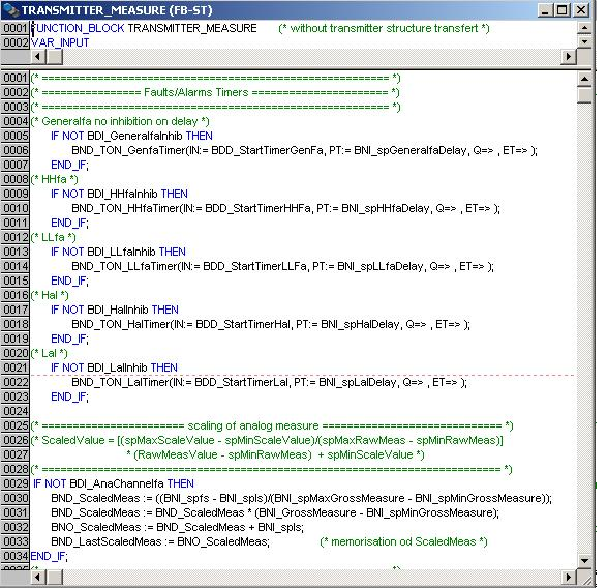 TRANSMITTER_MEASURE (FB-ST)
0001 FUNCTION_BLOCK TRANSMITTER_MEASURE (* without transmitter structure transfert *)
0002 VAR_INPUT
0001 (* ================================================== *)
0002 (* =============== Faults/Alarms Timers ==================== *)
0003 (* ================================================== *)
0004 (* Generalfa no inhibition on delay *)
0005 IF NOT BDI_GeneralfaInhib THEN
0006 BND_TON_GenfaTimer(IN:= BDD_StartTimerGenFa, PT:= BNI_spGeneralfaDelay, Q=> , ET=> );
0007 END_IF;
0008 (* HHfa *)
0009 IF NOT BDI_HHfaInhib THEN
0010 BND_TON_HHfaTimer(IN:= BDD_StartTimerHHFa, PT:= BNI_spHHfaDelay, Q=> , ET=> );
0011 END_IF;
0012 (* LLfa *)
0013 IF NOT BDI_LLfaInhib THEN
0014 BND_TON_LLfaTimer(IN:= BDD_StartTimerLLFa, PT:= BNI_spLLfaDelay, Q=> , ET=> );
0015 END_IF;
0016 (* Hal *)
0017 IF NOT BDI_HalInhib THEN
0018 BND_TON_HalTimer(IN:= BDD_StartTimerHal, PT:= BNI_spHalDelay, Q=> , ET=> );
0019 END_IF;
0020 (* Lal *)
0021 IF NOT BDI_LalInhib THEN
0022 BND_TON_LalTimer(IN:= BDD_StartTimerLal, PT:= BNI_spLalDelay, Q=> , ET=> );
0023 END_IF;
0024
0025 (* ===================== scaling of analog measure ========================== *)
0026 (* ScaledValue = [(spMaxScaleValue - spMinScaleValue)/(spMaxRawMeas - spMinRawMeas)]
0027 * (RawMeasValue - spMinRawMeas) + spMinScaleValue *)
0028 (* ================================================================== *)
0029 IF NOT BDI_AnaChannelfa THEN
0030 BND_ScaledMeas := ((BNI_spfs - BNI_spls)/(BNI_spMaxGrossMeasure - BNI_spMinGrossMeasure));
0031 BND_ScaledMeas := BND_ScaledMeas * (BNI_GrossMeasure - BNI_spMinGrossMeasure);
0032 BNO_ScaledMeas := BND_ScaledMeas + BNI_spls;
0033 BND_LastScaledMeas := BNO_ScaledMeas; (* memorisation ocl ScaledMeas *)
0034 END_IF;